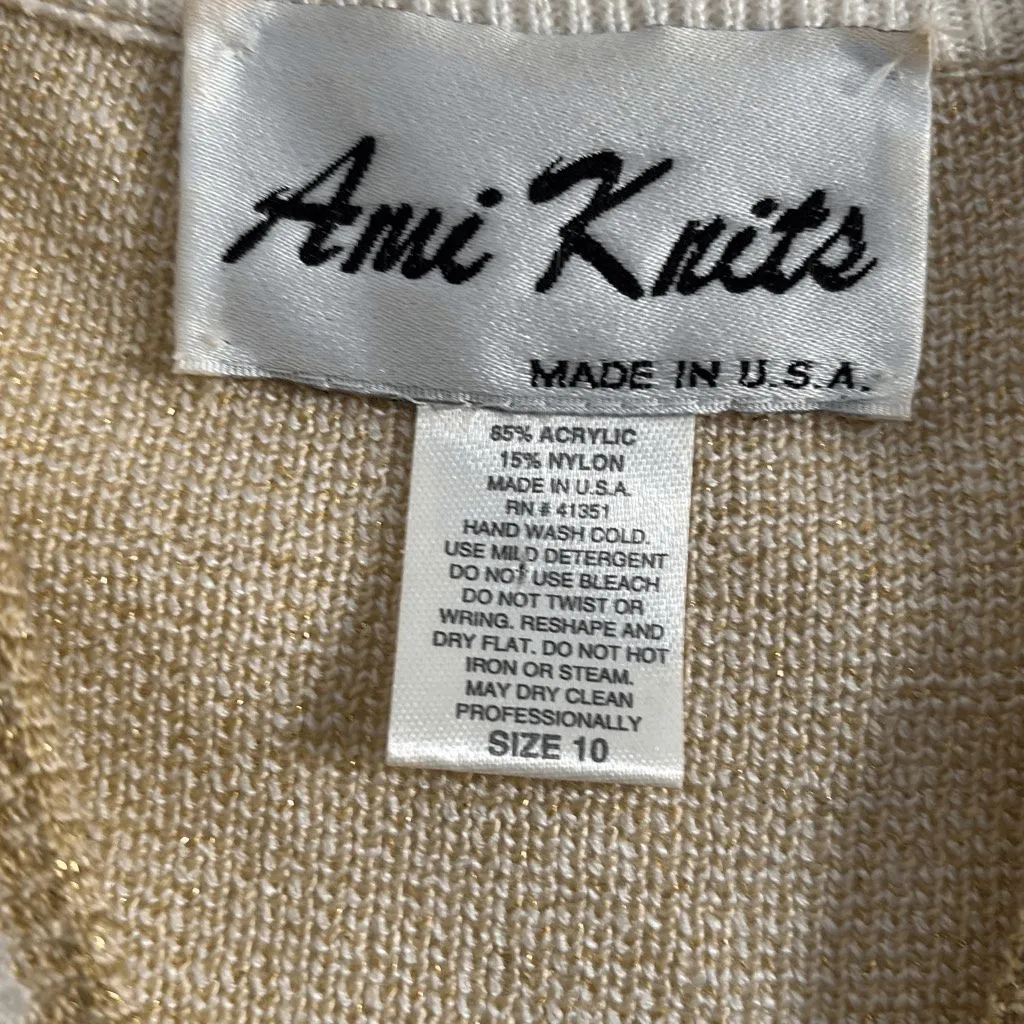 Ami Knits
MADE IN U.S.A.
85% ACRYLIC
15% NYLON
MADE IN U.S.A.
RN # 41351
HAND WASH COLD.
USE MILD DETERGENT
DO NOT USE BLEACH
DO NOT TWIST OR
WRING. RESHAPE AND
DRY FLAT. DO NOT HOT
IRON OR STEAM.
MAY DRY CLEAN
PROFESSIONALLY
SIZE 10